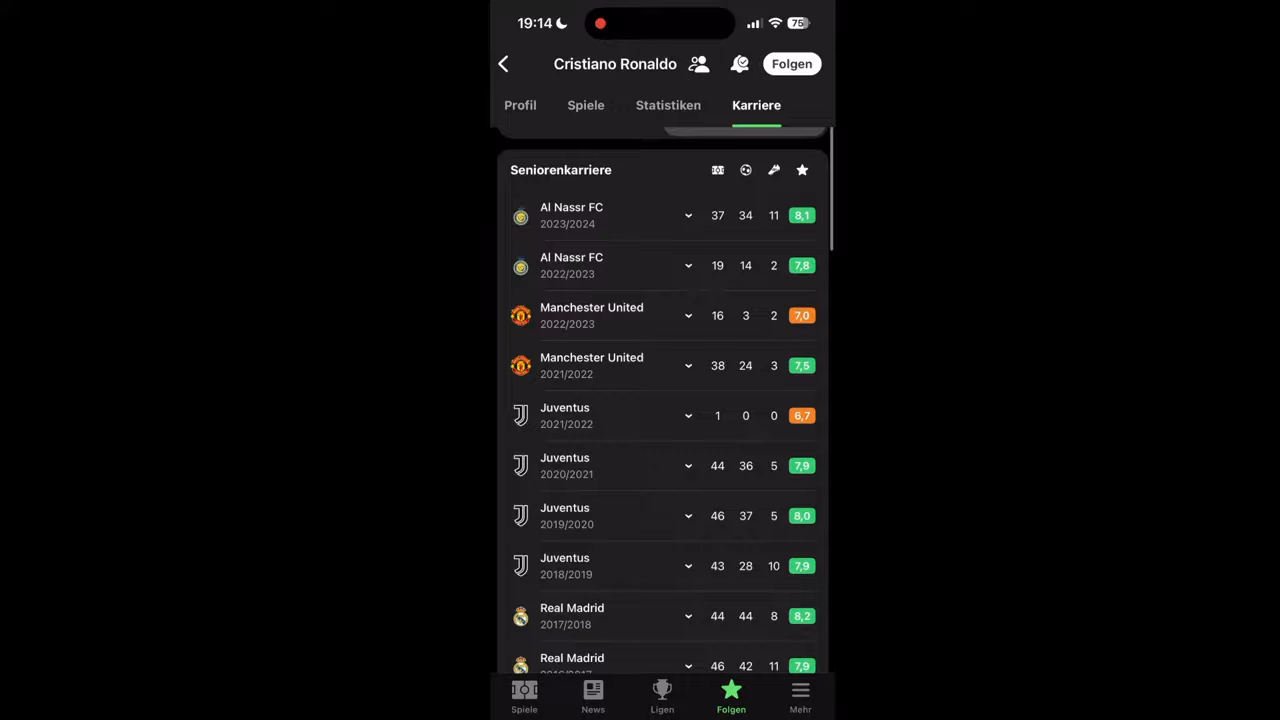 19:14
75
Cristiano Ronaldo
Folgen
Profil Spiele Statistiken Karriere
Seniorenkarriere
Al Nassr FC
2023/2024
37 34 11 8,1
Al Nassr FC
2022/2023
19 14 2 7,8
Manchester United
2022/2023
16 3 2 7,0
Manchester United
2021/2022
38 24 3 7,5
Juventus
2021/2022
1 0 0 6,7
Juventus
2020/2021
44 36 5 7,9
Juventus
2019/2020
46 37 5 8,0
Juventus
2018/2019
43 28 10 7,9
Real Madrid
2017/2018
44 44 8 8,2
Real Madrid
46 42 11 7,9
Spiele News Ligen Folgen Mehr